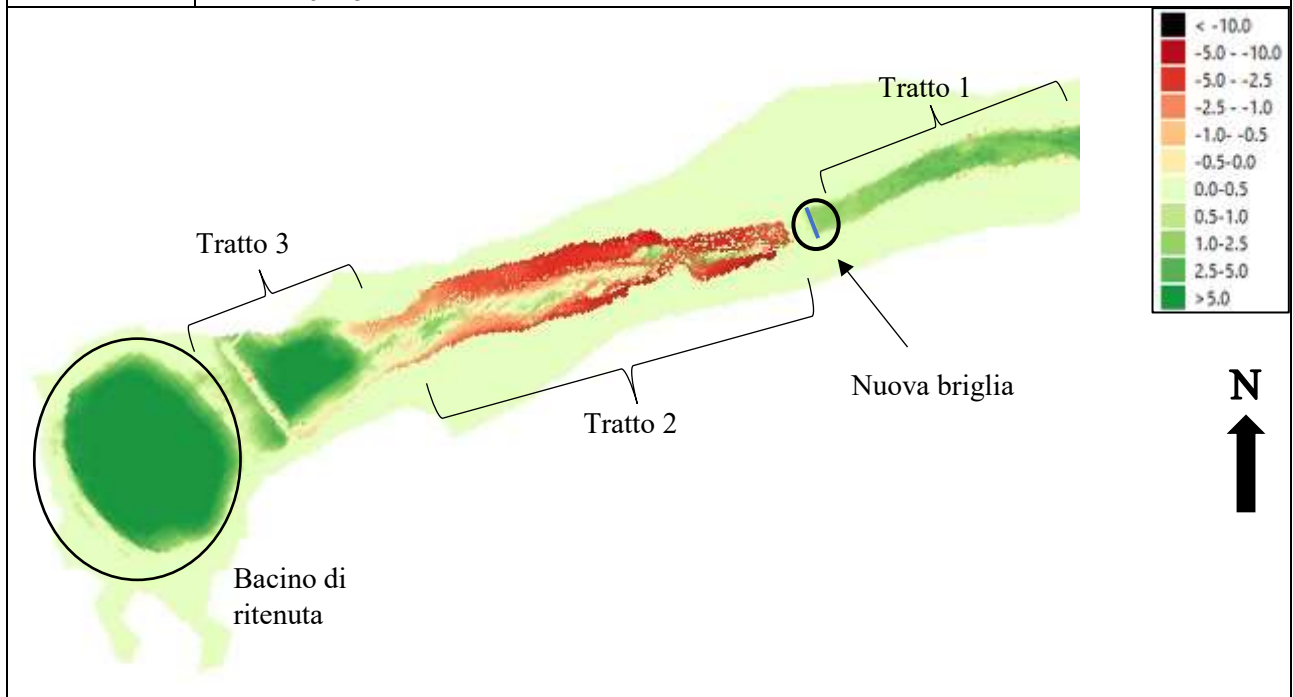 < -10.0
-5.0 - -10.0
-5.0 - -2.5
-2.5 - -1.0
-1.0- -0.5
-0.5-0.0
0.0-0.5
0.5-1.0
1.0-2.5
2.5-5.0
>5.0
Tratto 1
Tratto 3
Nuova briglia
N
Tratto 2
Bacino di
ritenuta